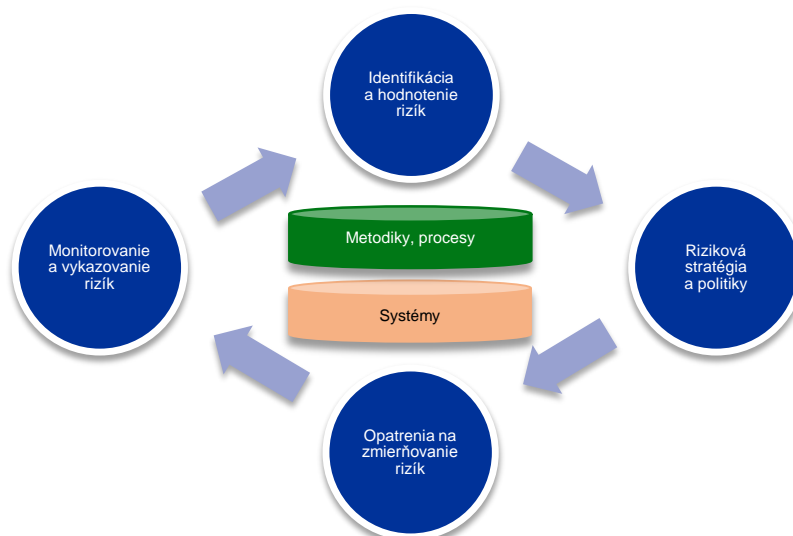 Identifikácia
a hodnotenie
rizík
Metodiky, procesy
Monitorovanie
a vykazovanie
rizík
Riziková
stratégia
a politiky
Systémy
Opatrenia na
zmierňovanie
rizík